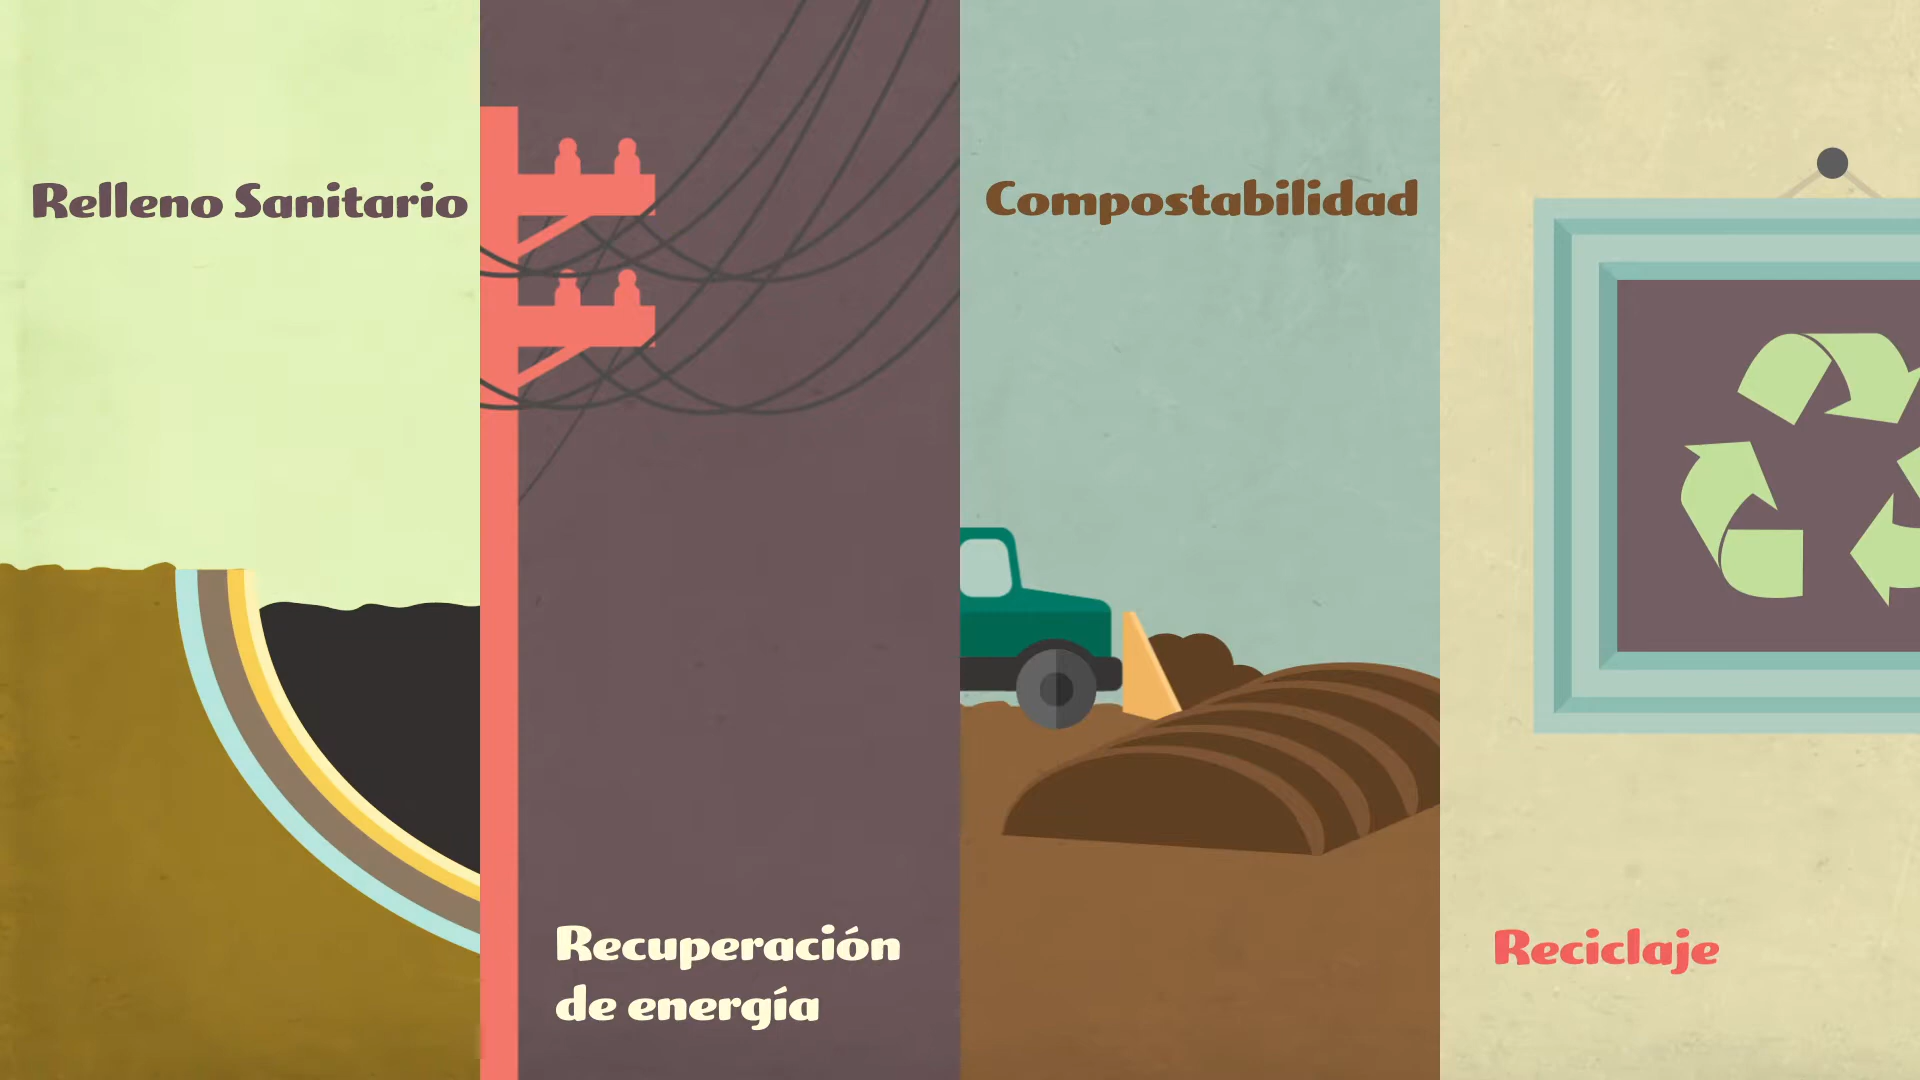 Relleno Sanitario
Recuperación
de energía
Compostabilidad
Reciclaje